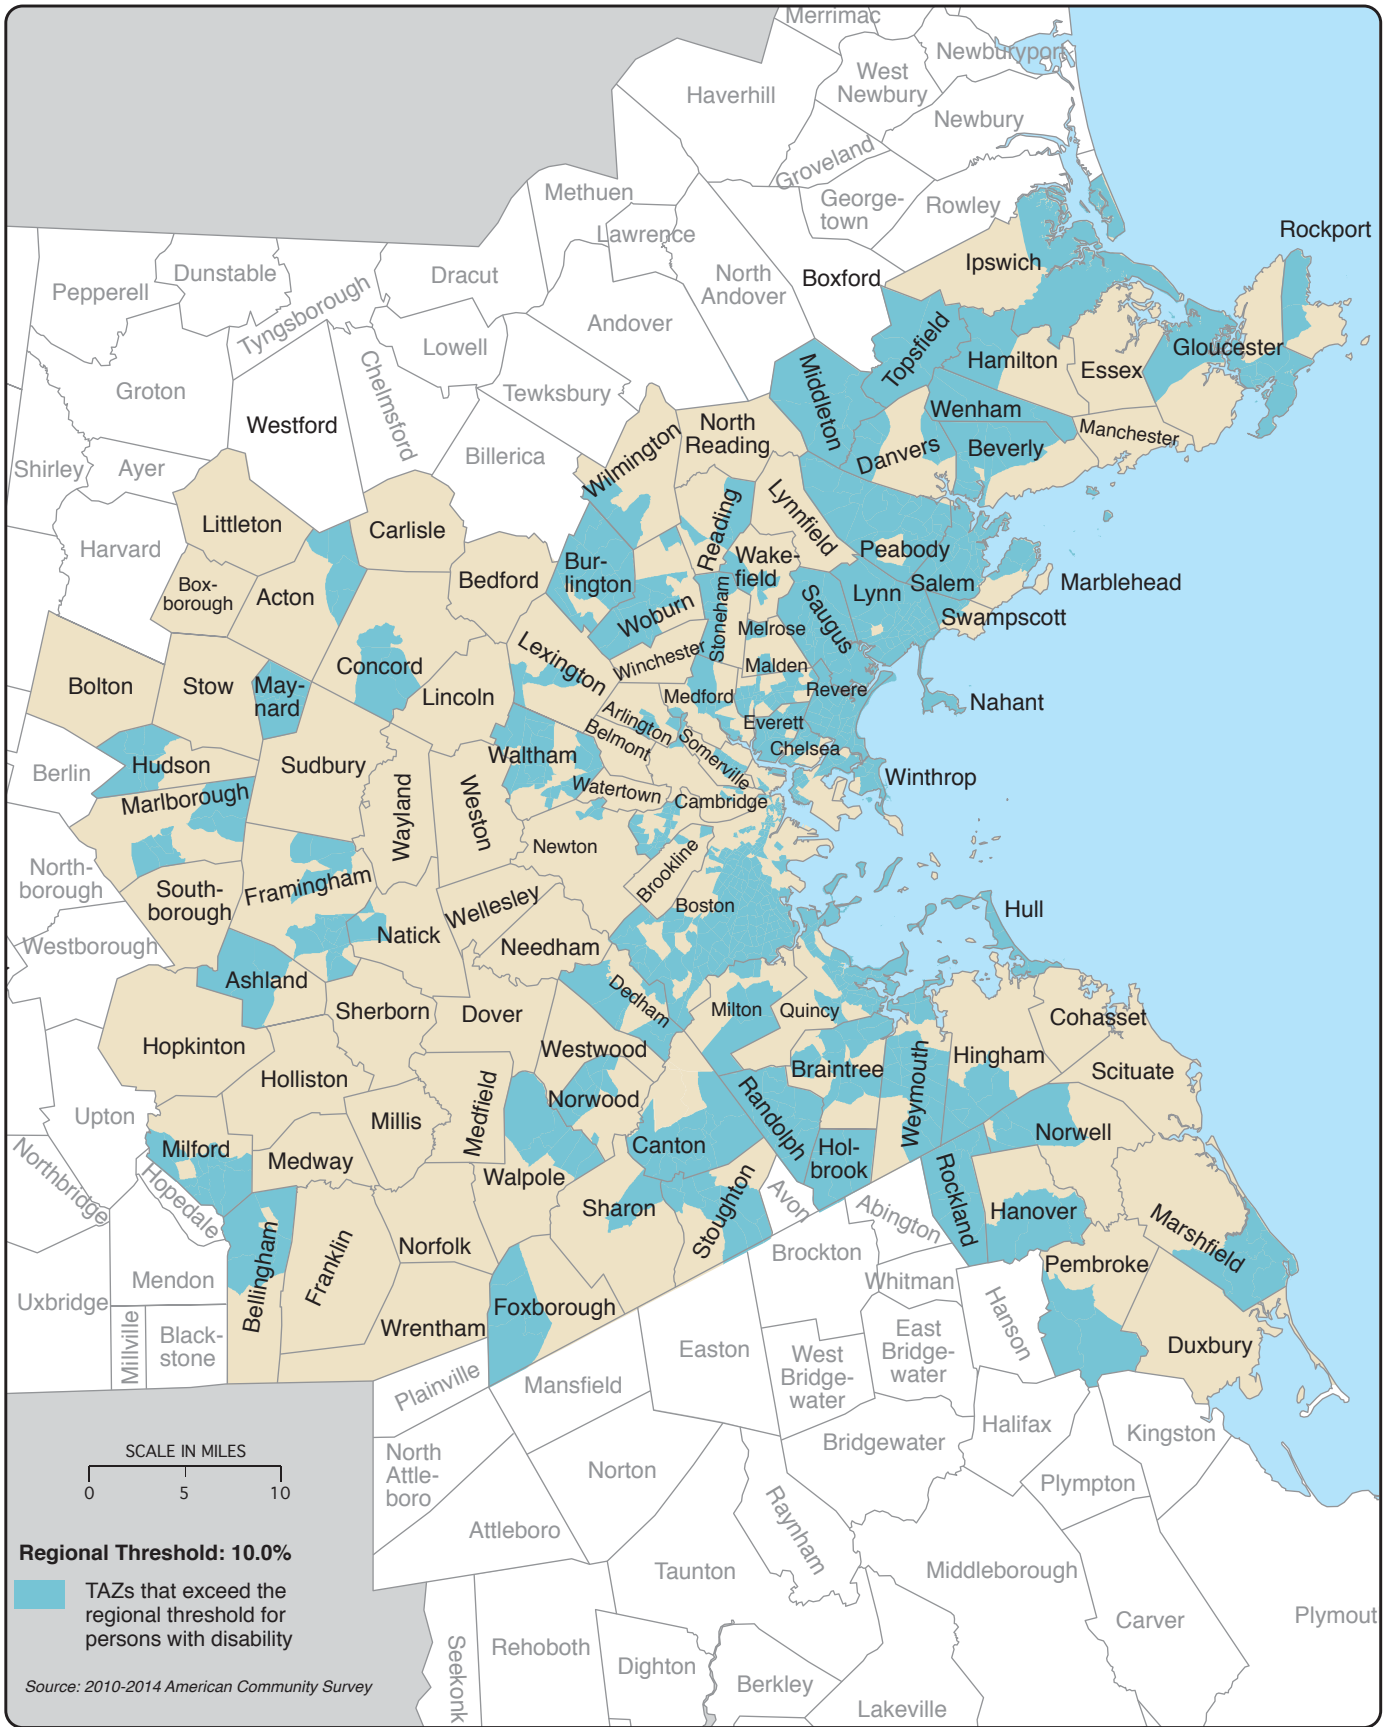 Merrimac
Newburyport
West
Newbury
Haverhill
Newbury
Groveland
Methuen
George-
town
Rowley
Lawrence
Rockport
Ipswich
Boxford
North
Andover
Dunstable
Dracut
Pepperell
Tyngsborough
Andover
Topsfield
Gloucester
Lowell
Hamilton
Essex
Middleton
Groton
Chelmsford
Tewksbury
Wenham
Westford
North
Reading
Manchester
Danvers
Beverly
Billerica
Wilmington
Shirley
Ayer
Littleton
Carlisle
Reading
Lynnfield
Harvard
Peabody
Wake-
field
Bur-
lington
Bedford
Box-
borough
Acton
Lynn
Salem
Marblehead
Swampscott
Woburn
Stoneham
Melrose
Saugus
Lexington
Winchester
Malden
Concord
Bolton
Stow
May-
nard
Lincoln
Medford
Revere
Nahant
Arlington
Everett
Belmont
Somerville
Chelsea
Waltham
Berlin
Hudson
Sudbury
Winthrop
Marlborough
Watertown
Cambridge
Wayland
Weston
Newton
North-
borough
Brookline
South-
borough
Framingham
Wellesley
Boston
Hull
Westborough
Natick
Needham
Ashland
Dedham
Sherborn
Dover
Milton
Quincy
Cohasset
Hopkinton
Westwood
Hingham
Scituate
Braintree
Weymouth
Holliston
Norwood
Randolph
Upton
Millis
Medfield
Norwell
Milford
Canton
Hol-
brook
Medway
Walpole
Northbridge
Hopedale
Sharon
Stoughton
Avon
Abington
Rockland
Hanover
Marshfield
Bellingham
Franklin
Norfolk
Brockton
Pembroke
Mendon
Whitman
Uxbridge
Foxborough
Hanson
Wrentham
Millville
Black-
stone
Easton
West
Bridge-
water
East
Bridge-
water
Duxbury
Plainville
Mansfield
Halifax
Kingston
Bridgewater
North
Attle-
boro
Norton
Plympton
Raynham
Attleboro
Taunton
Middleborough
Carver
Plymout
Seekonk
Rehoboth
Dighton
Berkley
Lakeville
SCALE IN MILES
0 5 10
Regional Threshold: 10.0%
TAZs that exceed the
regional threshold for
persons with disability
Source: 2010-2014 American Community Survey